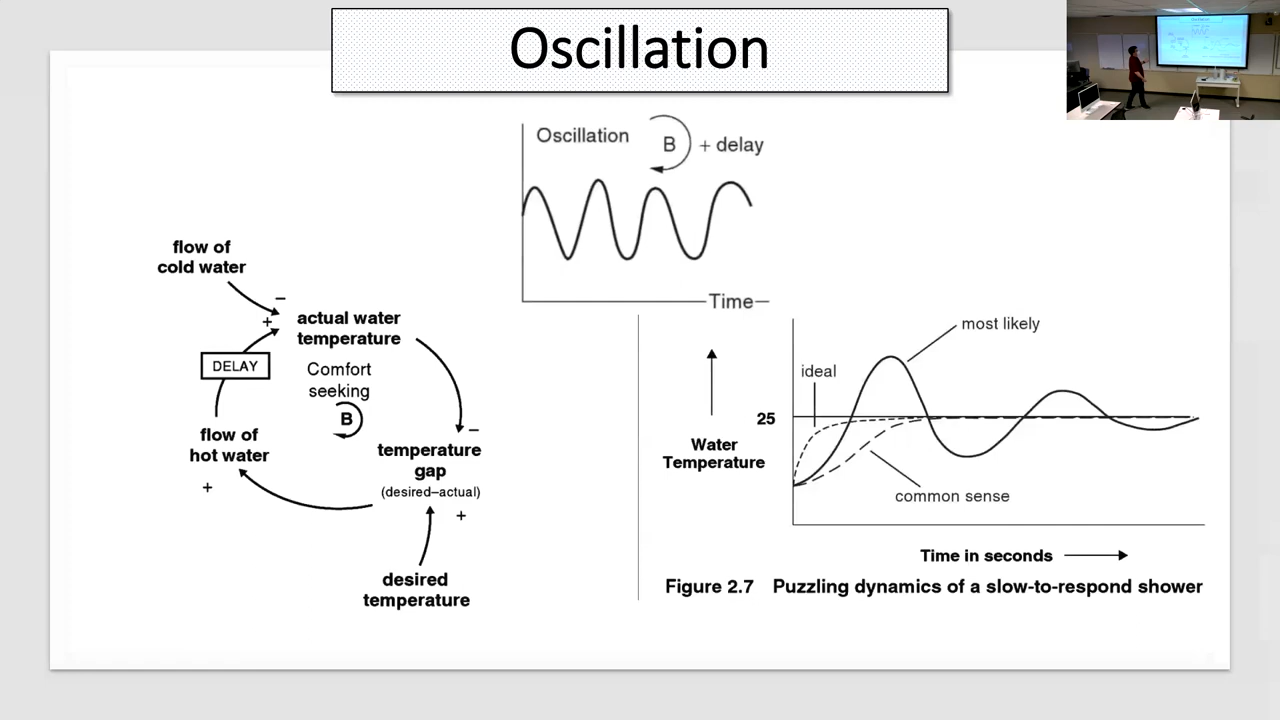 Oscillation
Oscillation
B
+ delay
Time
flow of
cold water
−
+
actual water
temperature
DELAY
Comfort
seeking
B
flow of
hot water
+
−
temperature
gap
(desired–actual)
+
desired
temperature
most likely
ideal
25
Water
Temperature
common sense
Time in seconds
Figure 2.7 Puzzling dynamics of a slow-to-respond shower